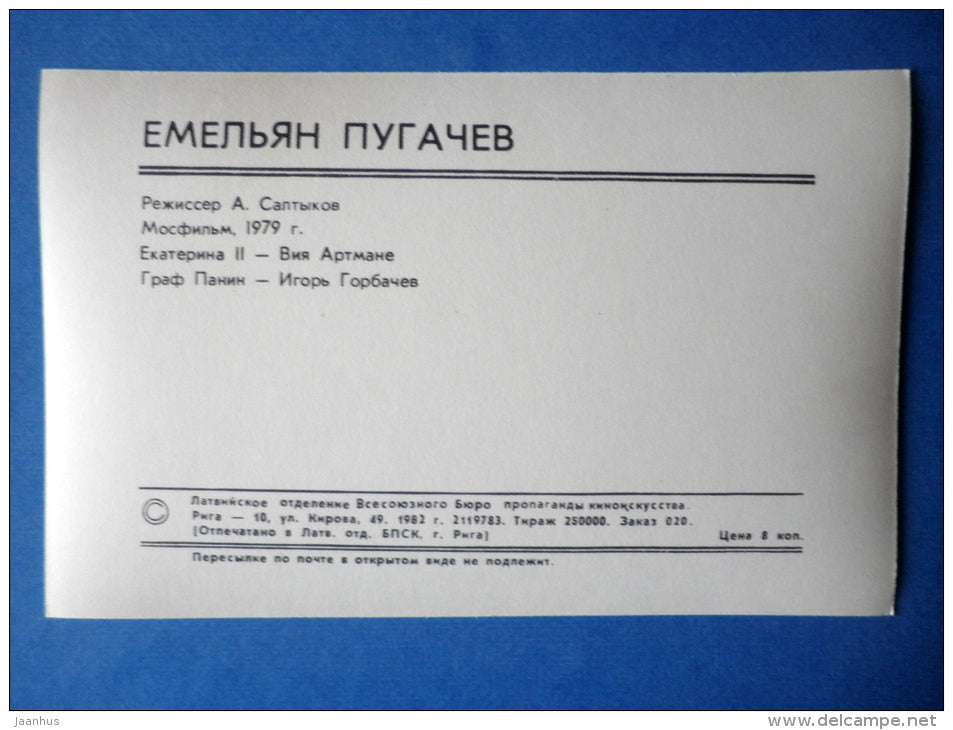 ЕМЕЛЬЯН ПУГАЧЕВ
Режиссер А. Салтыков
Мосфильм, 1979 г.
Екатерина II — Вия Артмане
Граф Панин — Игорь Горбачев
© Латвийское отделение Всесоюзного Бюро пропаганды киноискусства.
Рига — 10, ул. Кирова, 49. 1982 г. 2119783. Тираж 250000. Заказ 020.
(Отпечатано в Латв. отд. БПСК, г. Рига) Цена 8 коп.
Пересылке по почте в открытом виде не подлежит.
Jaanhus www.delcampe.net